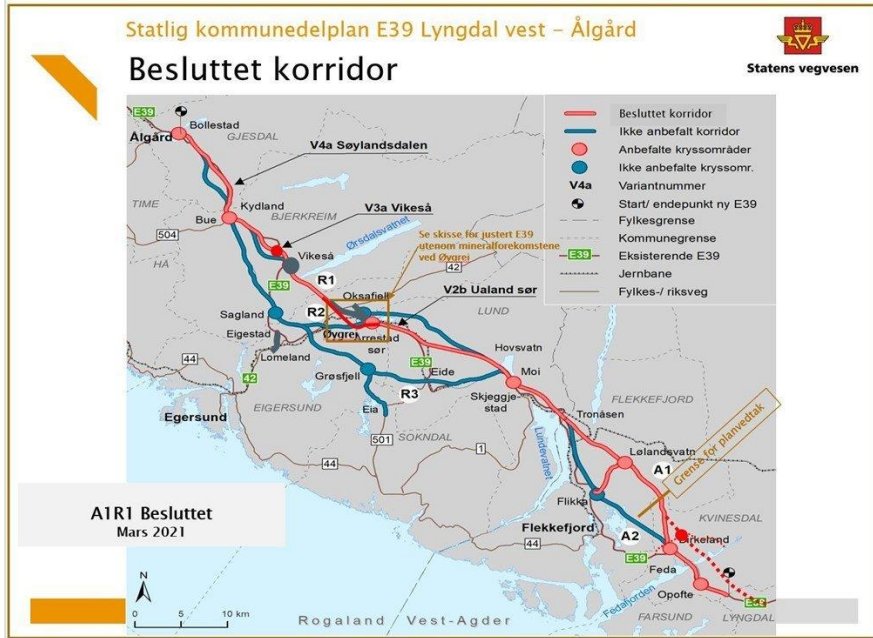 Statlig kommunedelplan E39 Lyngdal vest – Ålgård
Besluttet korridor
Statens vegvesen
Besluttet korridor
Ikke anbefalt korridor
Anbefalte kryssområder
Ikke anbefalte kryssomr.
V4a Variantnummer
Start/ endepunkt ny E39
Fylkesgrense
Kommunegrense
E39 Eksisterende E39
Jernbane
Fylkes-/ riksveg
E39
Bollestad
Ålgård
GJESDAL
V4a Søylandsdalen
TIME
Kydland
BJERKREIM
V3a Vikeså
Bue
504
HÅ
Ørsdalsvatnet
Se skisse for justert E39
utenom mineralforekomstene
ved Øygrei
Vikeså
42
R1
E39
Oksafjell
V2b Ualand sør
R2
LUND
Sagland
Øygrei
Årrestad
sør
Eigestad
Hovsvatn
Lomeland
E39
Moi
44
Grøsfjell
Eide
42
R3
Skjeggje-
stad
FLEKKEFJORD
Egersund
EIGERSUND
Eia
Tronåsen
501
SOKNDAL
1
Lundevatnet
Grense for planvedtak
44
Lølandsvatn
A1
Flikka
KVINESDAL
A1R1 Besluttet
Mars 2021
Flekkefjord
A2
Birkeland
44
E39
Feda
Fedafjorden
Opofte
E39
N
0 5 10 km
Rogaland Vest-Agder
FARSUND
LYNGDAL